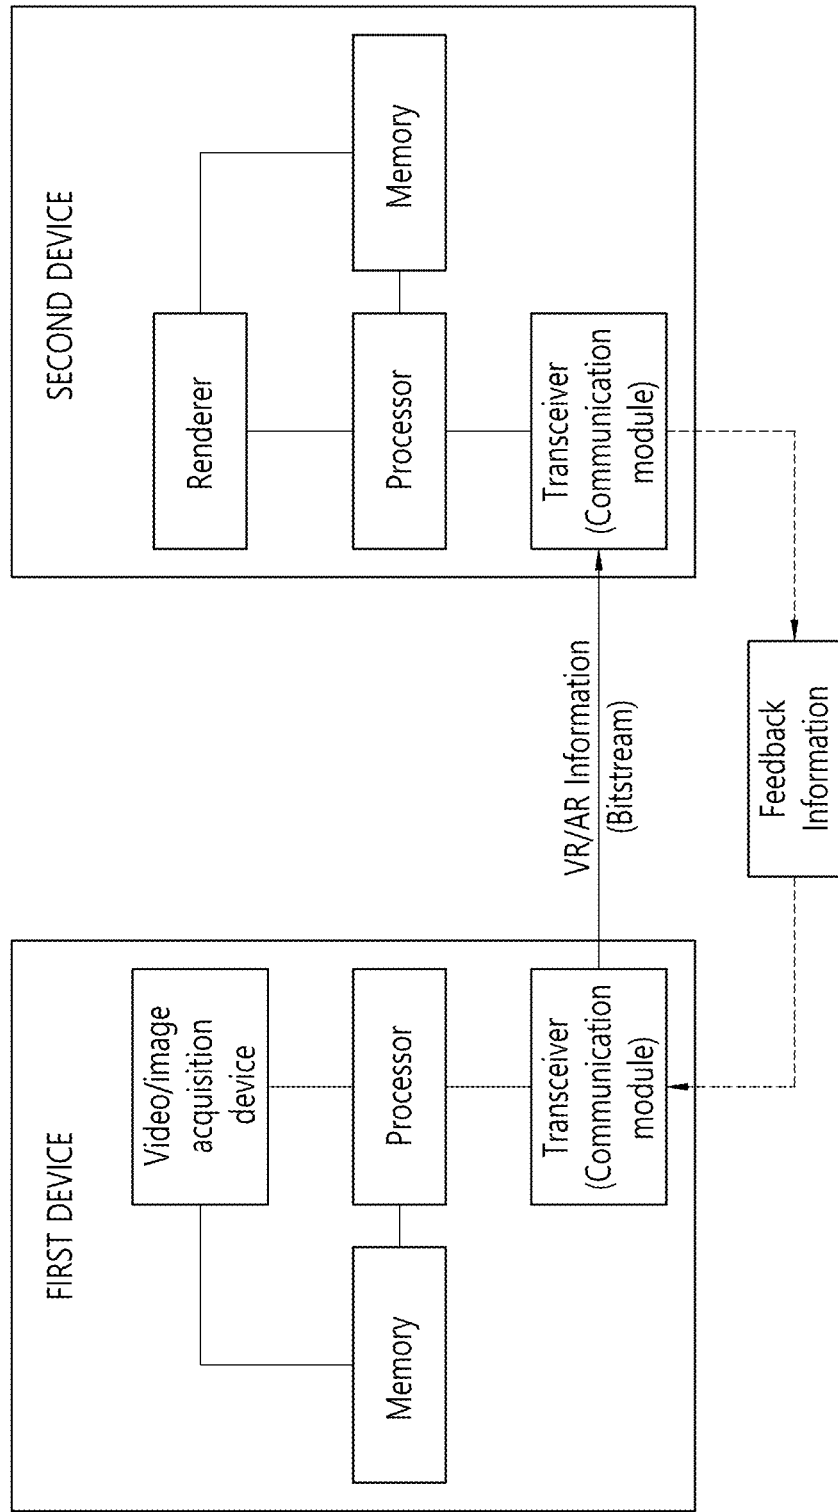 FIRST DEVICE
Video/image
acquisition
device
Memory
Processor
Transceiver
(Communication
module)
VR/AR Information
(Bitstream)
SECOND DEVICE
Renderer
Processor
Memory
Transceiver
(Communication
module)
Feedback
Information